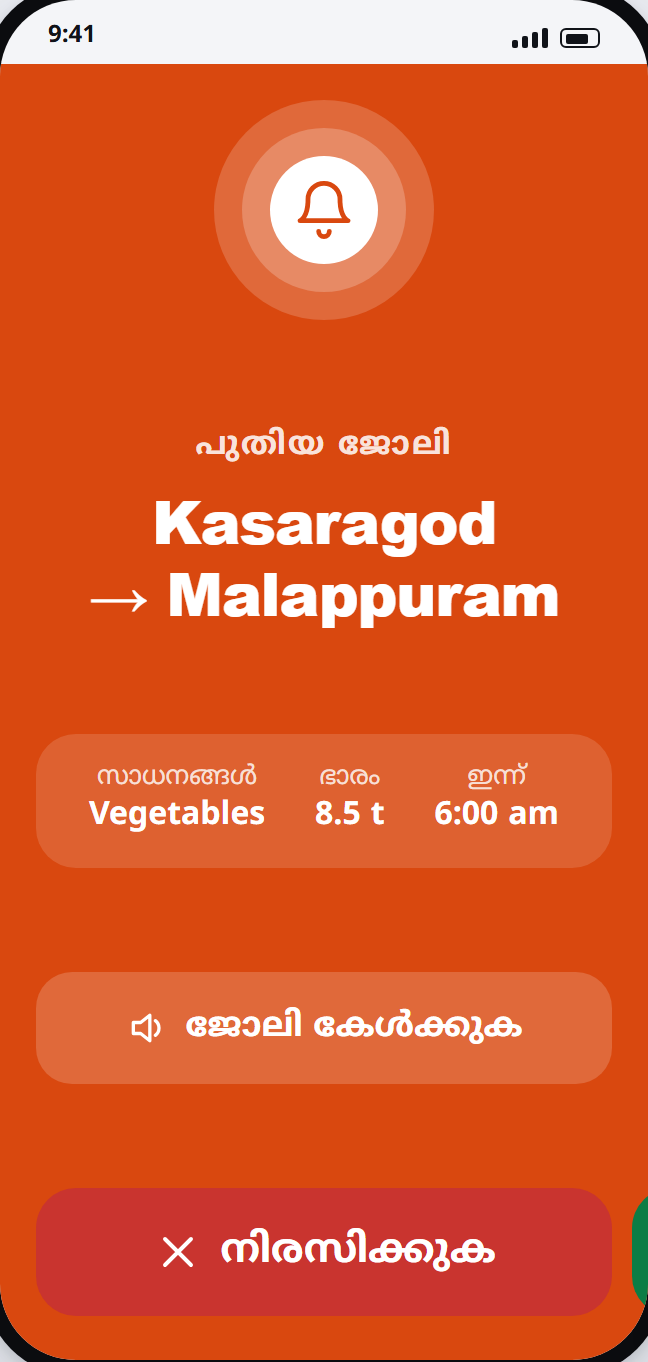 9:41
പുതിയ ജോലി
Kasaragod
→ Malappuram
സാധനങ്ങൾ ഭാരം ഇന്ന്
Vegetables 8.5 t 6:00 am
ജോലി കേൾക്കുക
നിരസിക്കുക